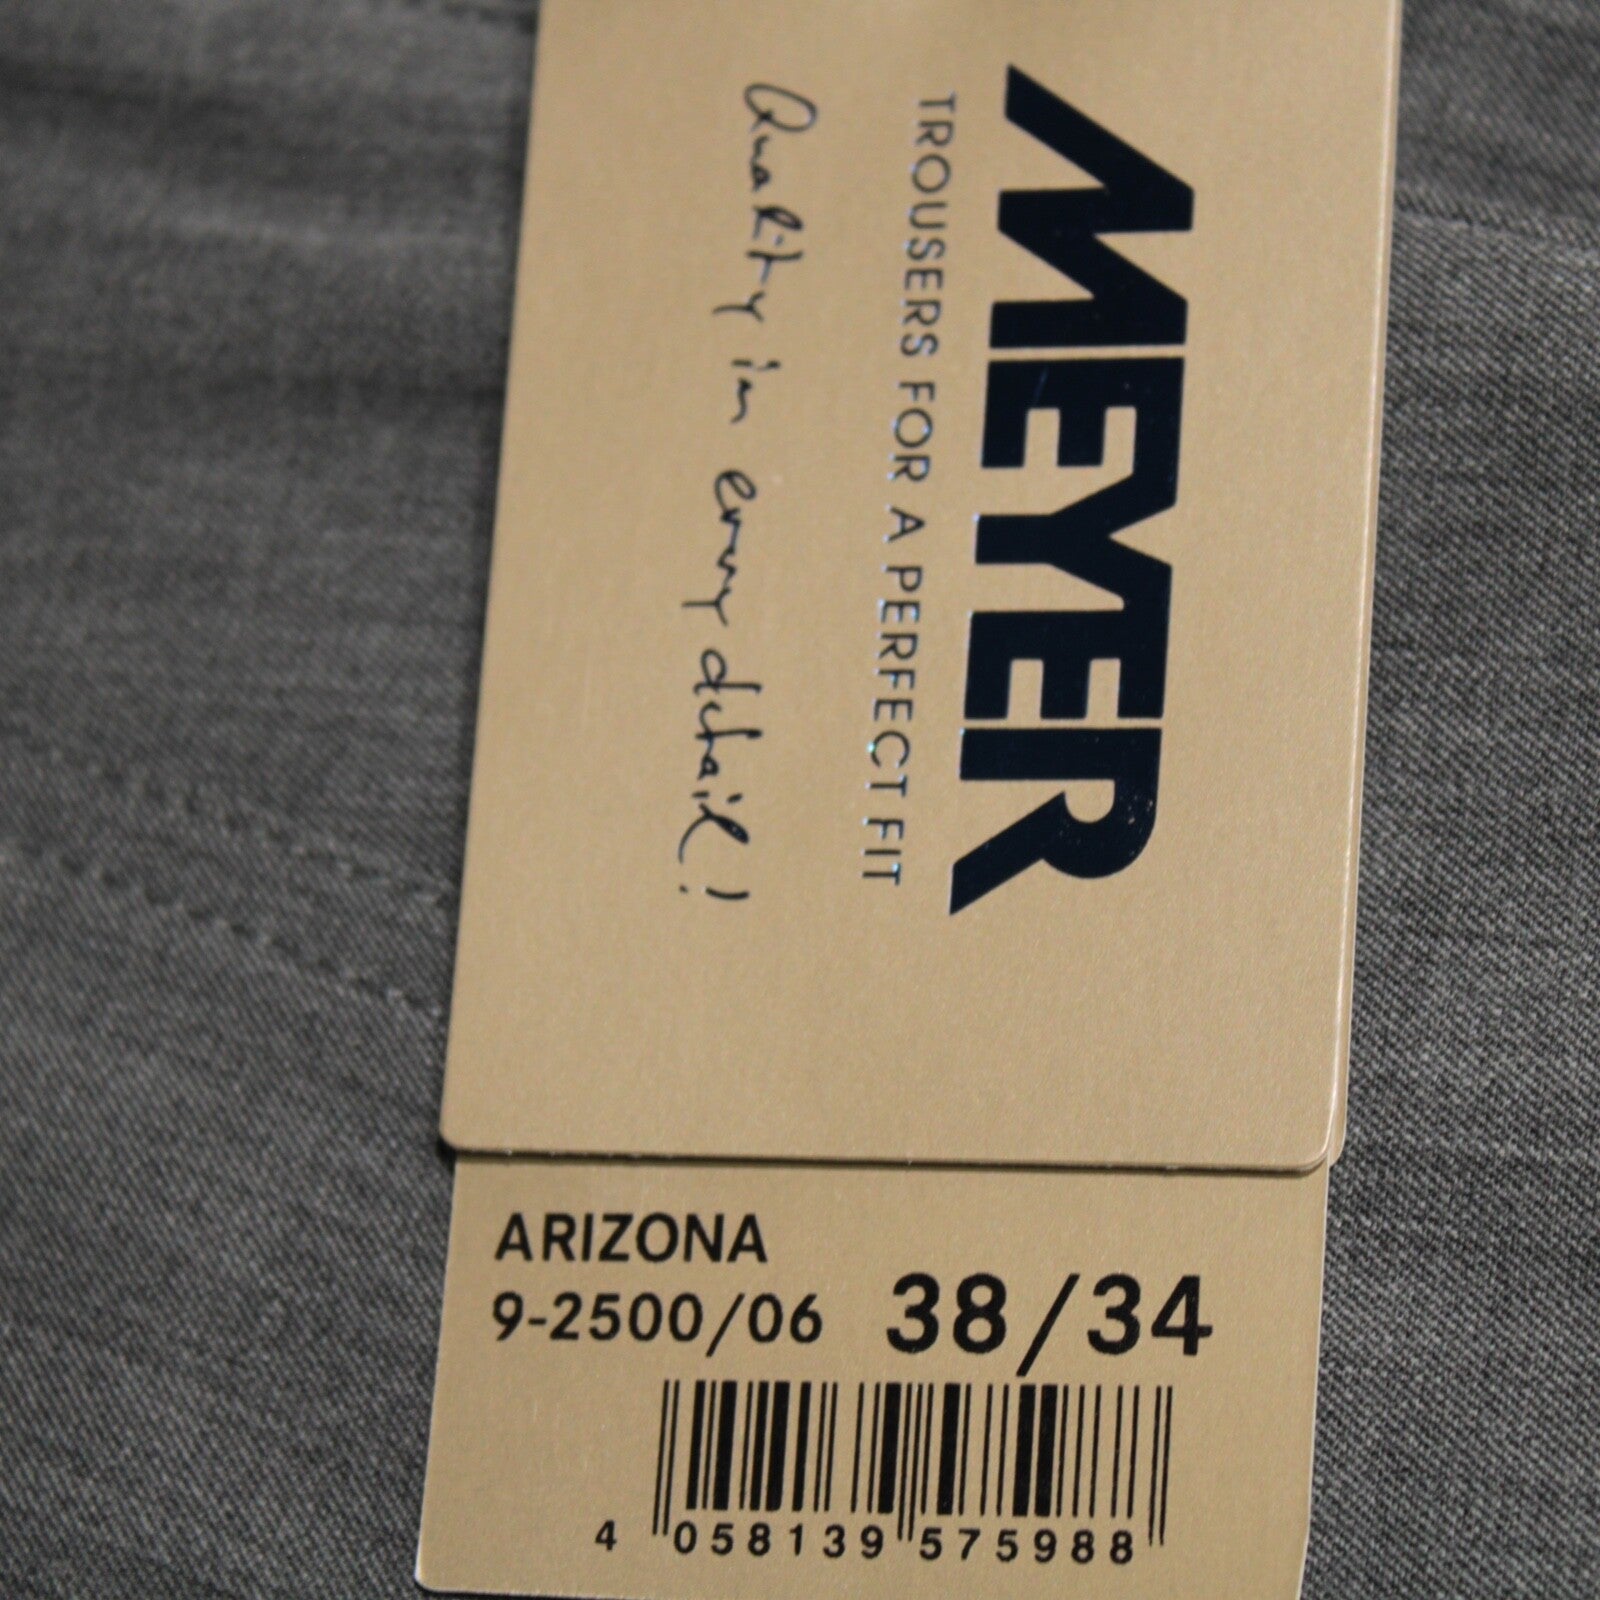 MEYER
TROUSERS FOR A PERFECT FIT
Quality in every detail!
ARIZONA
9-2500/06 38/34
4 058139 575988